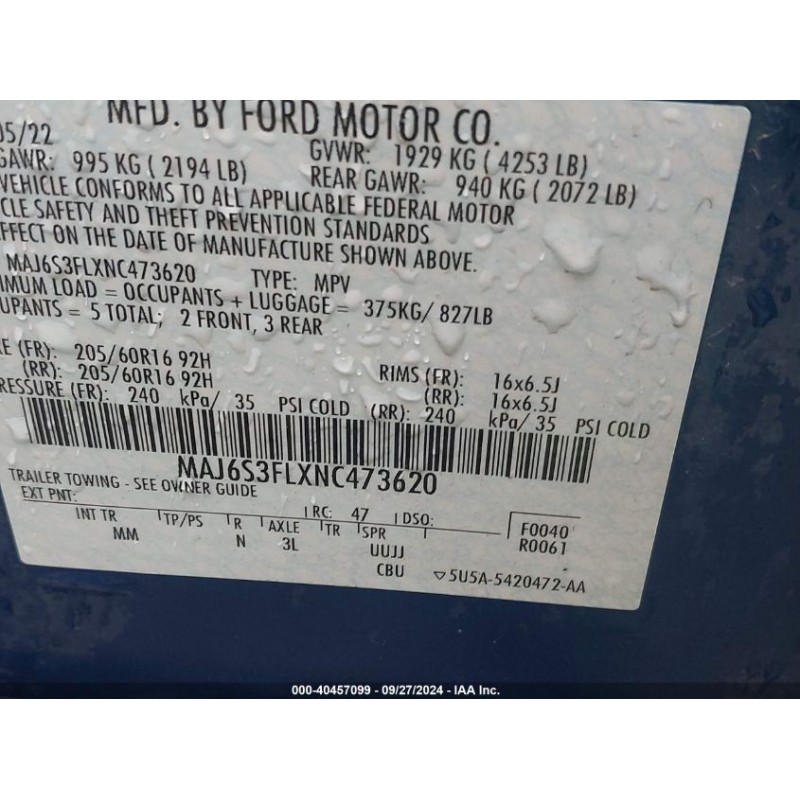 MFD. BY FORD MOTOR CO.
05/22
GAWR: 995 KG ( 2194 LB) GVWR: 1929 KG ( 4253 LB)
REAR GAWR: 940 KG ( 2072 LB)
VEHICLE CONFORMS TO ALL APPLICABLE FEDERAL MOTOR
CLE SAFETY AND THEFT PREVENTION STANDARDS
FFECT ON THE DATE OF MANUFACTURE SHOWN ABOVE.
MAJ6S3FLXNC473620 TYPE: MPV
IMUM LOAD = OCCUPANTS + LUGGAGE = 375KG/ 827LB
UPANTS = 5 TOTAL; 2 FRONT, 3 REAR
RE (FR): 205/60R16 92H RIMS (FR): 16x6.5J
(RR): 205/60R16 92H (RR): 16x6.5J
RESSURE (FR): 240 kPa/ 35 PSI COLD (RR): 240 kPa/ 35 PSI COLD
MAJ6S3FLXNC473620
TRAILER TOWING - SEE OWNER GUIDE
EXT PNT: RC: 47 DSO: F0040
INT TR TP/PS R AXLE TR SPR R0061
MM N 3L UUJJ
CBU ▽5U5A-5420472-AA
000-40457099 - 09/27/2024 - IAA Inc.